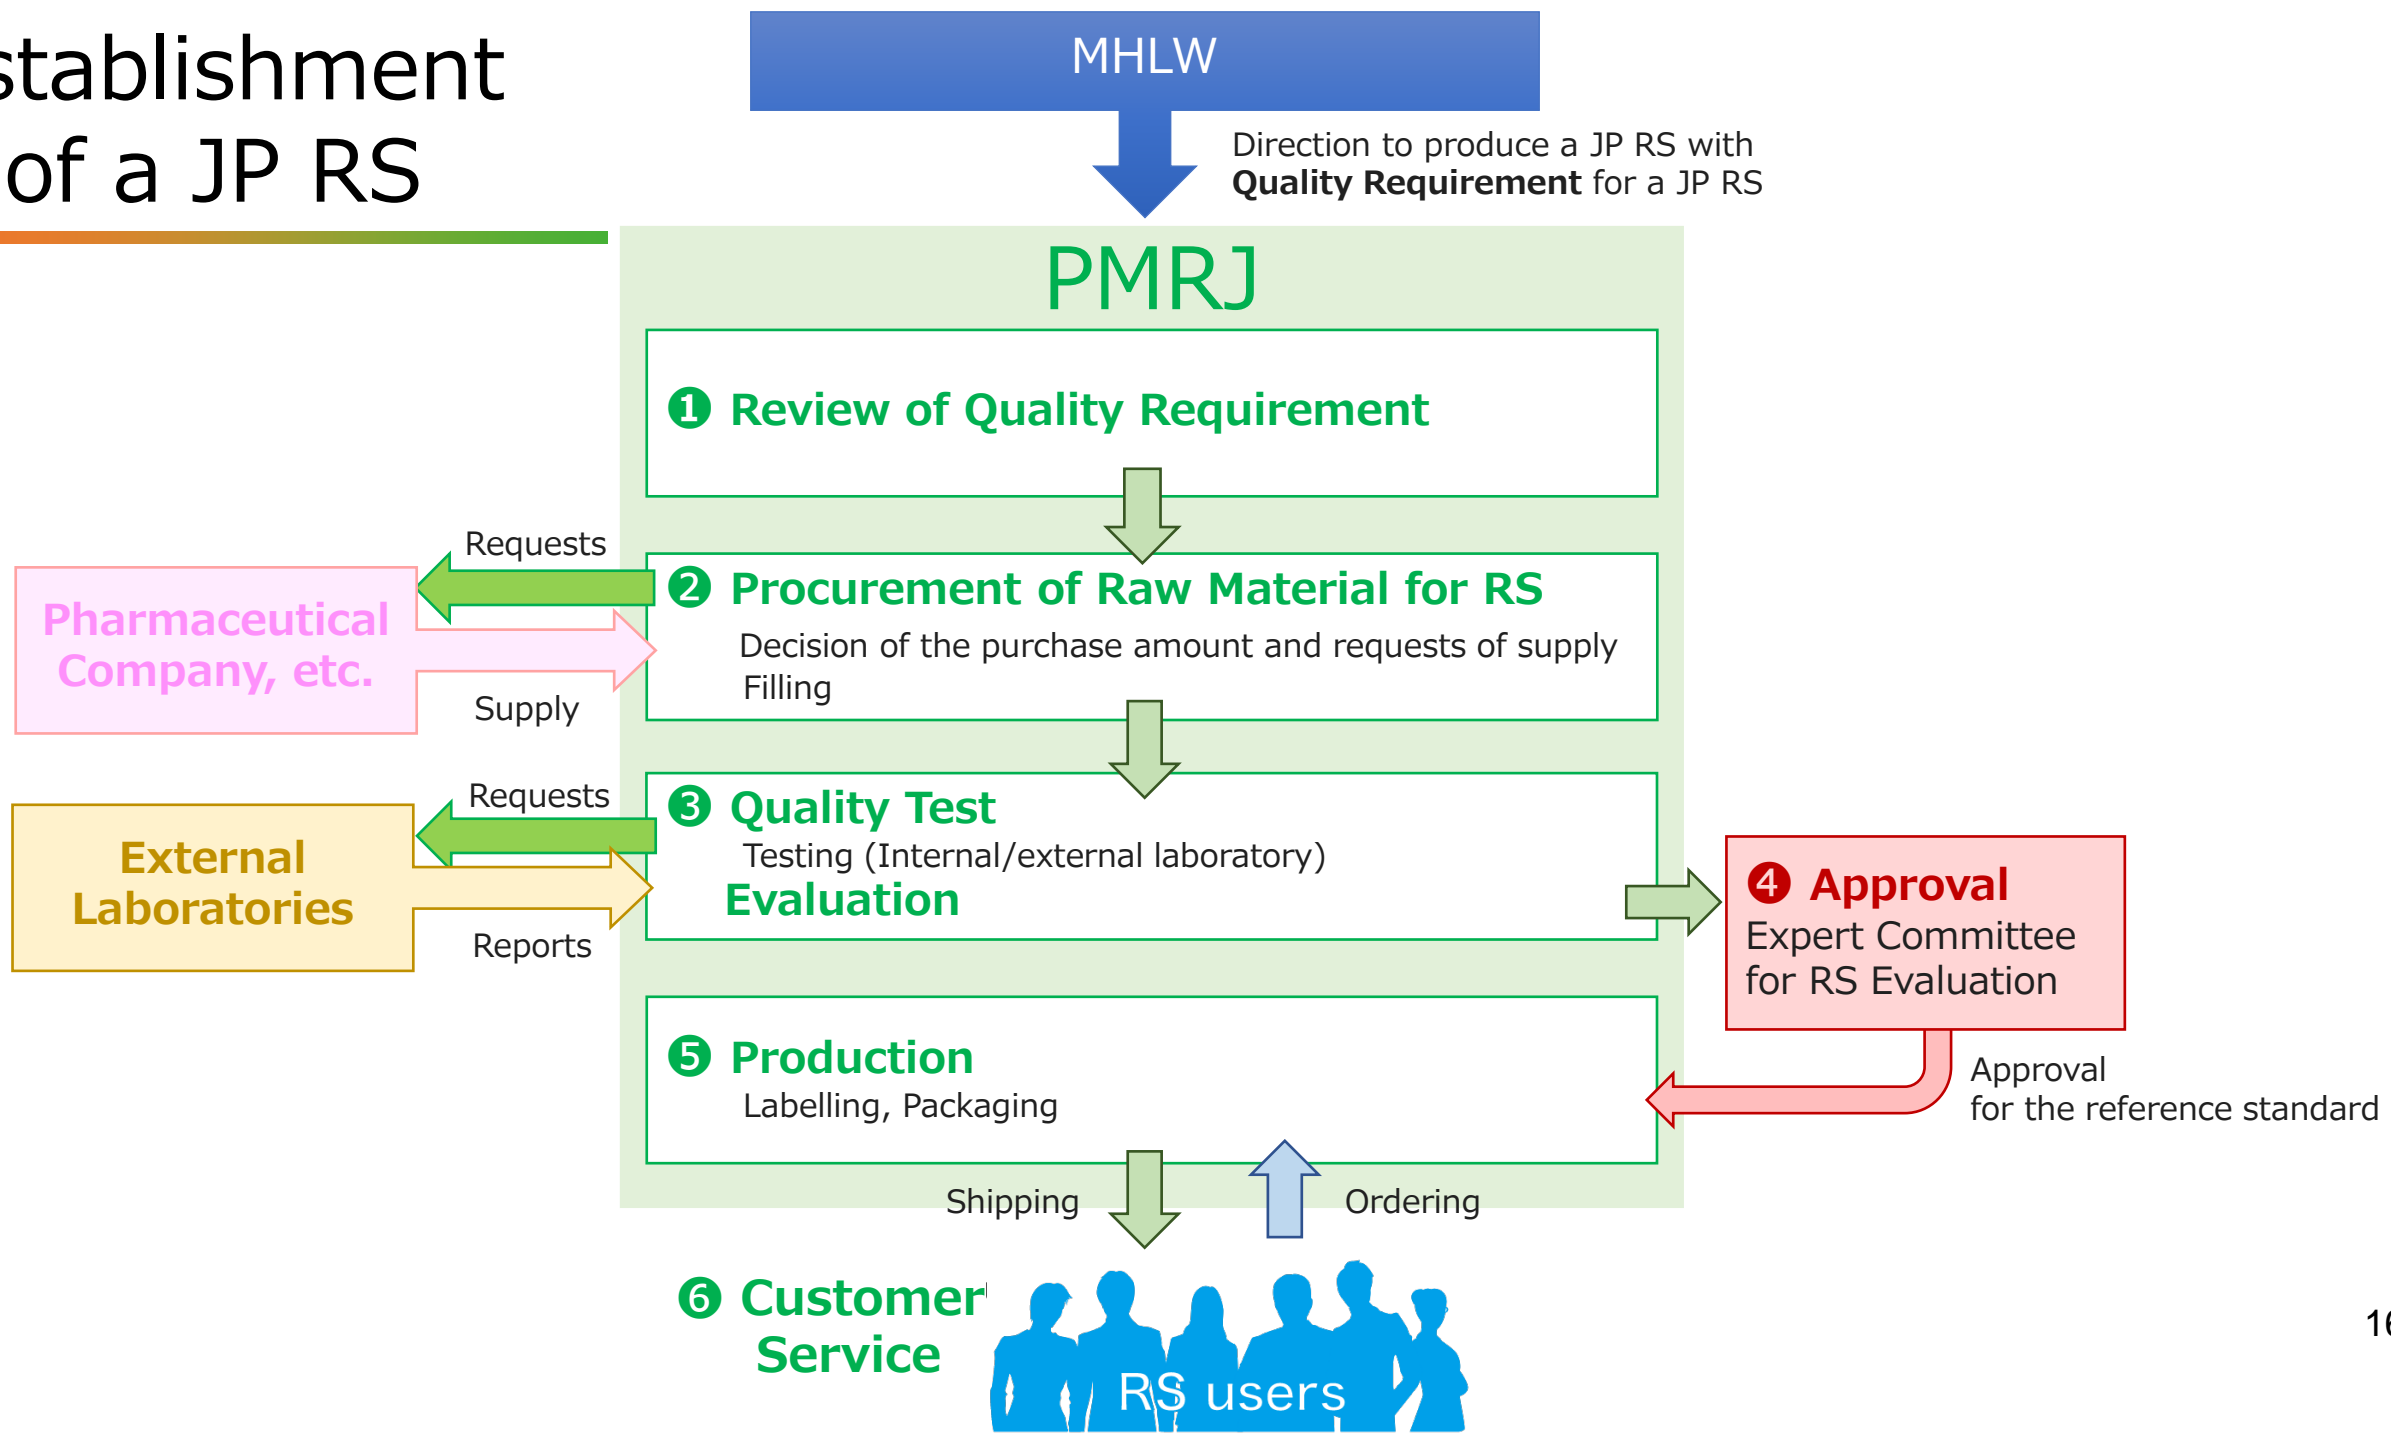 stablishment
of a JP RS
MHLW
Direction to produce a JP RS with
Quality Requirement for a JP RS
PMRJ
❶ Review of Quality Requirement
Requests
❷ Procurement of Raw Material for RS
Decision of the purchase amount and requests of supply
Filling
Pharmaceutical
Company, etc.
Supply
Requests
❸ Quality Test
Testing (Internal/external laboratory)
Evaluation
External
Laboratories
Reports
❹ Approval
Expert Committee
for RS Evaluation
Approval
for the reference standard
❺ Production
Labelling, Packaging
Shipping
Ordering
❻ Customer
Service
RS users
16